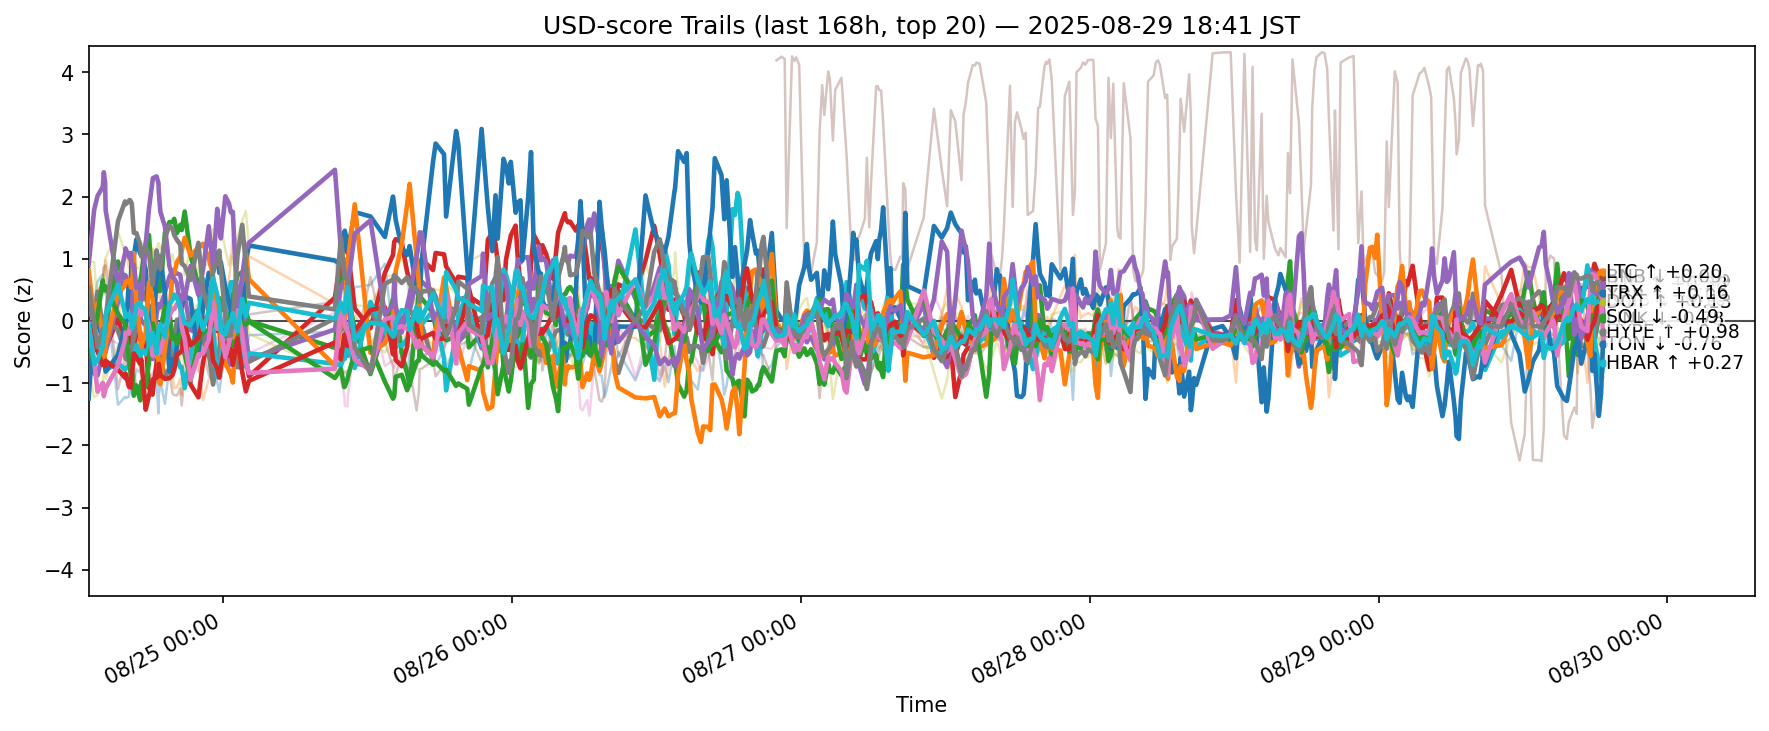 USD-score Trails (last 168h, top 20) — 2025-08-29 18:41 JST
Score (z)
4
3
2
1
0
−1
−2
−3
−4
LTC ↑ +0.20
TRX ↑ +0.16
SOL ↓ -0.49
HYPE ↑ +0.98
TON ↓ -0.76
HBAR ↑ +0.27
08/25 00:00
08/26 00:00
08/27 00:00
08/28 00:00
08/29 00:00
08/30 00:00
Time